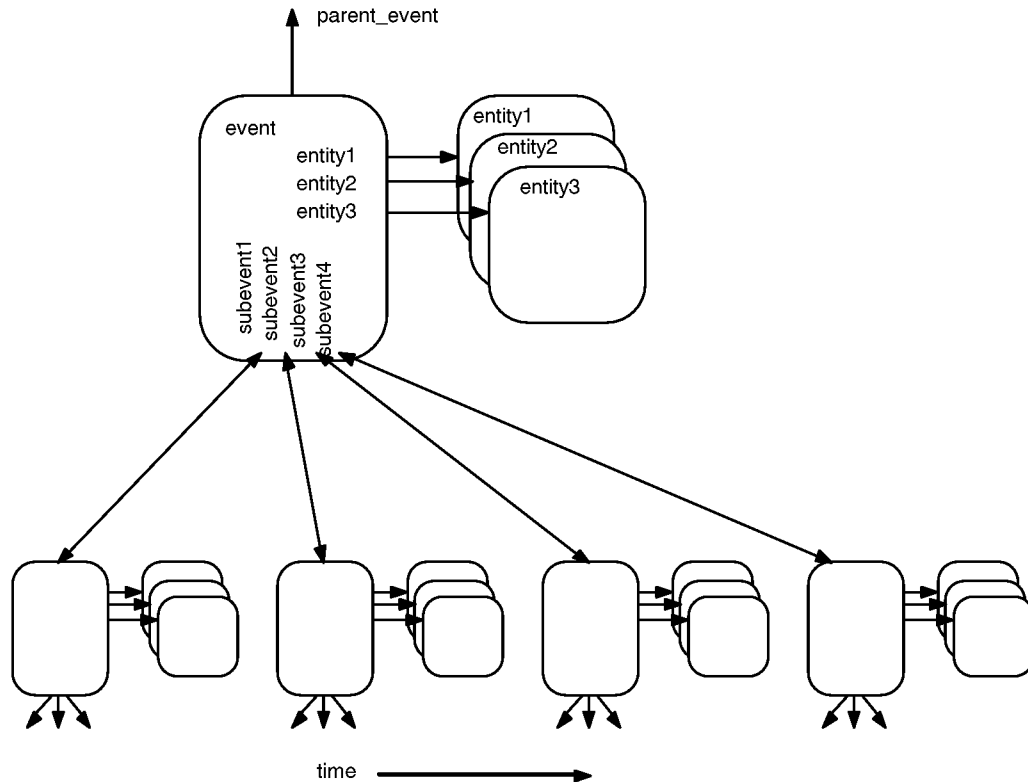 parent_event
event
entity1
entity2
entity3
entity1
entity2
entity3
subevent1
subevent2
subevent3
subevent4
time